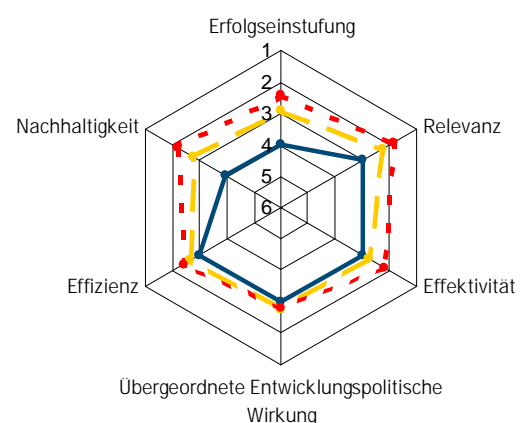 Erfolgseinstufung
1
2
3
4
5
6
Nachhaltigkeit
Relevanz
Effizienz
Effektivität
Übergeordnete Entwicklungspolitische
Wirkung